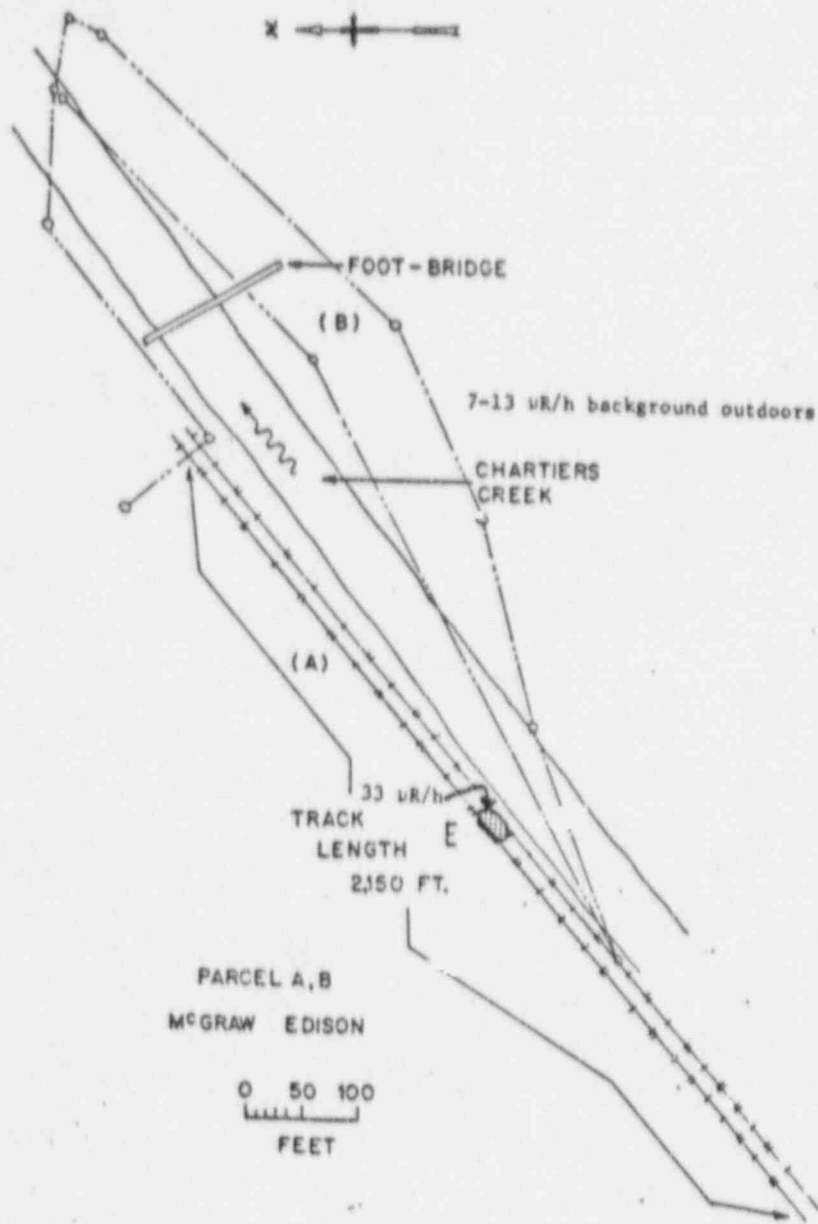 N
FOOT-BRIDGE
(B)
7-13 µR/h background outdoors
CHARTIERS
CREEK
(A)
33 µR/h
TRACK
E
LENGTH
2,150 FT.
PARCEL A, B
McGRAW EDISON
0 50 100
FEET